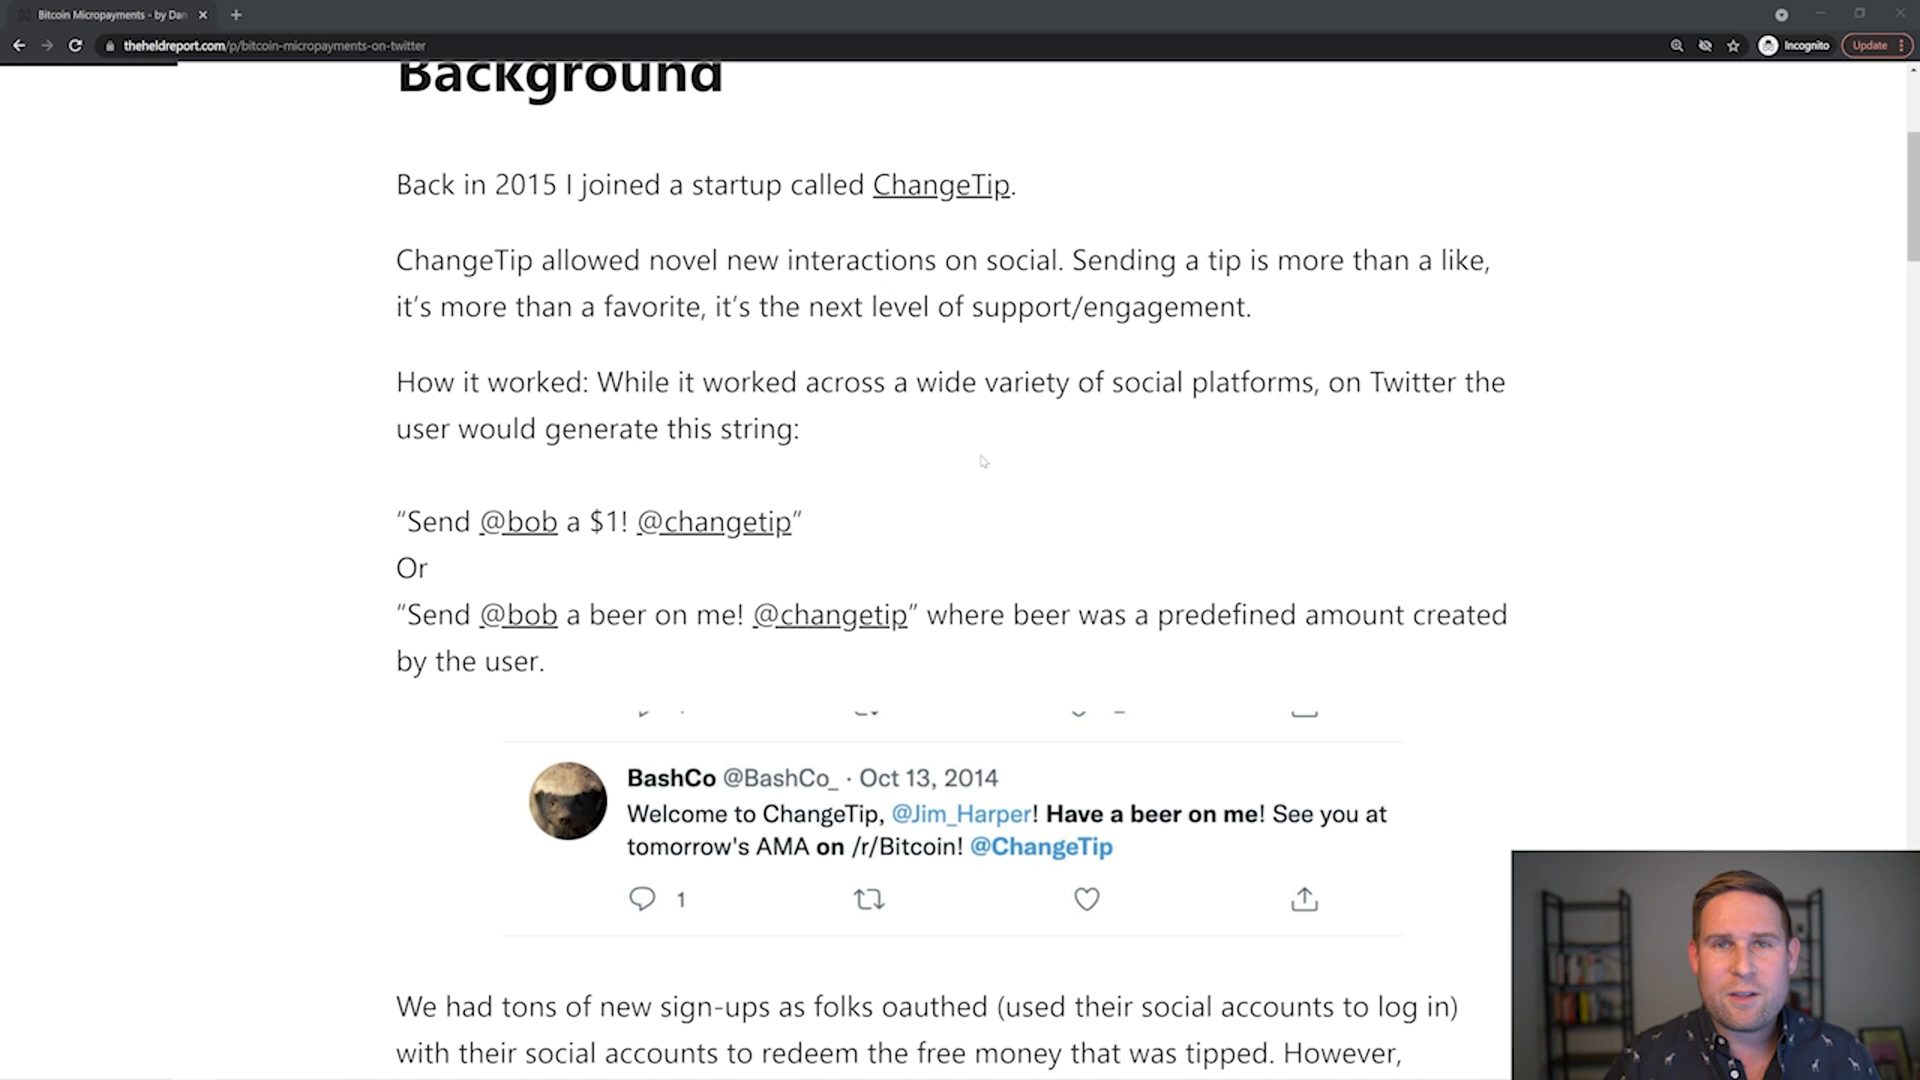 Bitcoin Micropayments - by Dan
theheldreport.com/p/bitcoin-micropayments-on-twitter
Incognito
Update
Background
Back in 2015 I joined a startup called ChangeTip.
ChangeTip allowed novel new interactions on social. Sending a tip is more than a like,
it’s more than a favorite, it’s the next level of support/engagement.
How it worked: While it worked across a wide variety of social platforms, on Twitter the
user would generate this string:
“Send @bob a $1! @changetip”
Or
“Send @bob a beer on me! @changetip” where beer was a predefined amount created
by the user.
BashCo @BashCo_ · Oct 13, 2014
Welcome to ChangeTip, @Jim_Harper! Have a beer on me! See you at
tomorrow's AMA on /r/Bitcoin! @ChangeTip
1
We had tons of new sign-ups as folks oauthed (used their social accounts to log in)
with their social accounts to redeem the free money that was tipped. However,